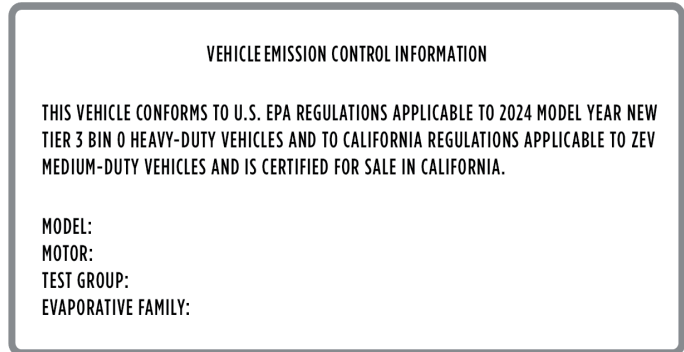 VEHICLE EMISSION CONTROL INFORMATION
THIS VEHICLE CONFORMS TO U.S. EPA REGULATIONS APPLICABLE TO 2024 MODEL YEAR NEW
TIER 3 BIN 0 HEAVY-DUTY VEHICLES AND TO CALIFORNIA REGULATIONS APPLICABLE TO ZEV
MEDIUM-DUTY VEHICLES AND IS CERTIFIED FOR SALE IN CALIFORNIA.
MODEL:
MOTOR:
TEST GROUP:
EVAPORATIVE FAMILY: